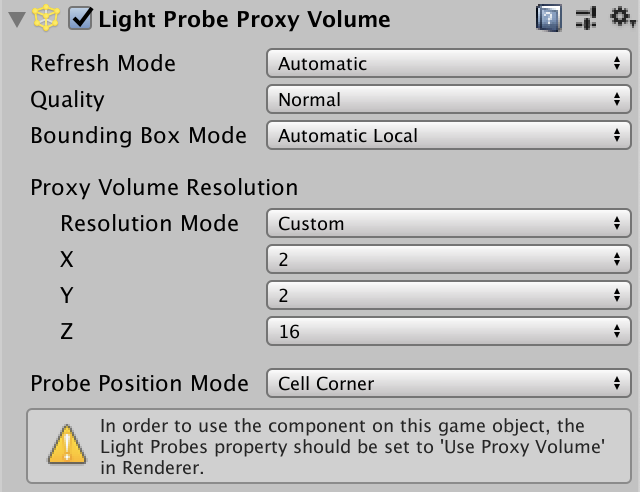 Light Probe Proxy Volume
Refresh Mode Automatic
Quality Normal
Bounding Box Mode Automatic Local
Proxy Volume Resolution
Resolution Mode Custom
X 2
Y 2
Z 16
Probe Position Mode Cell Corner
In order to use the component on this game object, the
Light Probes property should be set to 'Use Proxy Volume'
in Renderer.